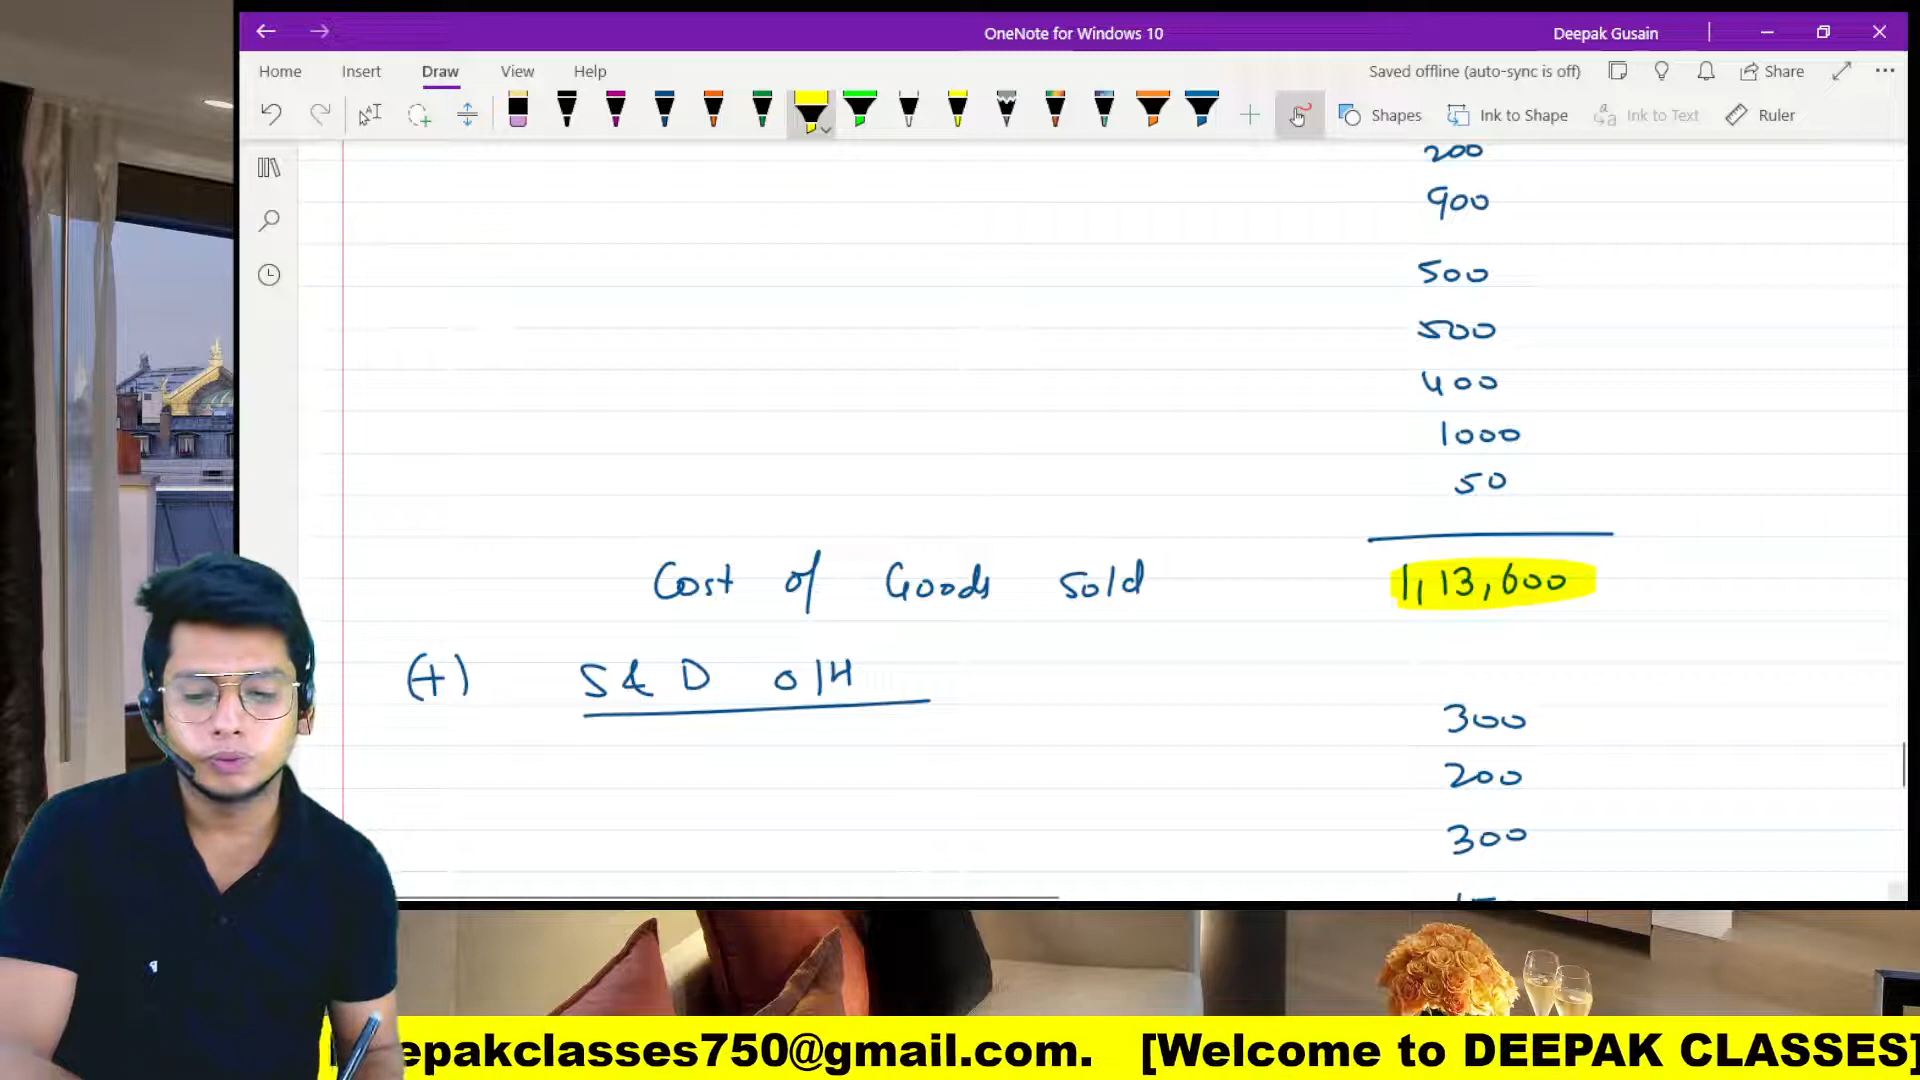 OneNote for Windows 10
Deepak Gusain
Home Insert Draw View Help
Saved offline (auto-sync is off)
Share
Shapes
Ink to Shape
Ink to Text
Ruler
200
900
500
500
400
1000
50
Cost of Goods sold 1,13,600
(+) S & D o/H
300
200
300
epakclasses750@gmail.com. [Welcome to DEEPAK CLASSES]